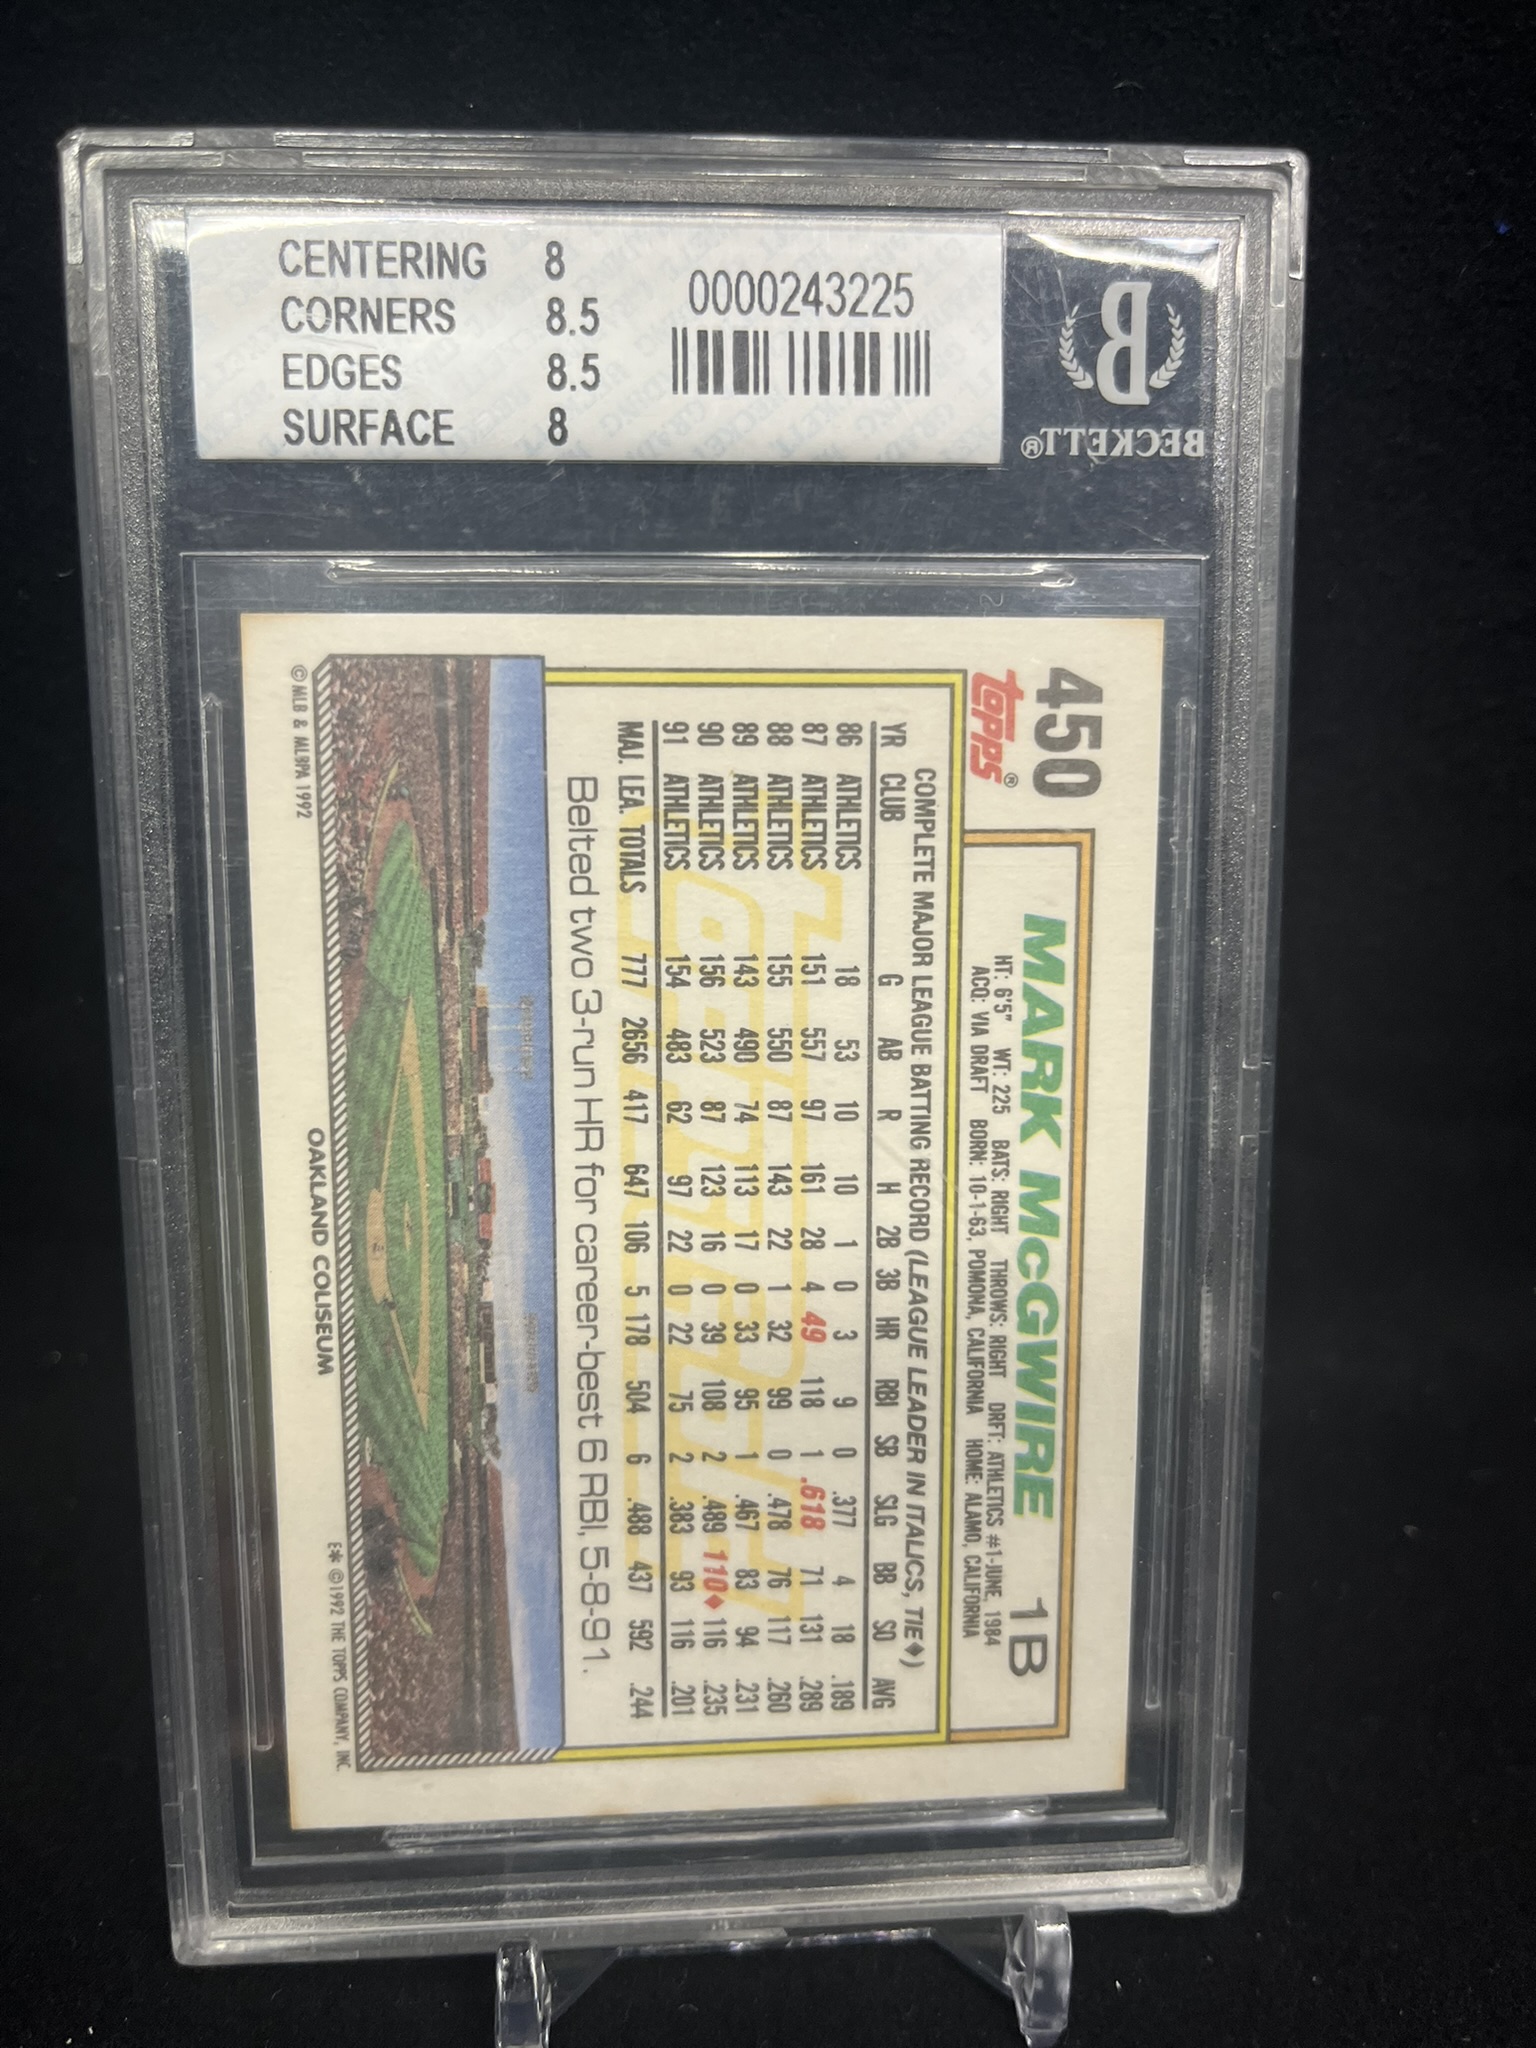 CENTERING 8
CORNERS 8.5
EDGES 8.5
SURFACE 8
0000243225
B
BECKETT®
450
Topps®
MARK McGWIRE 1B
HT: 6'5" WT: 225 BATS: RIGHT THROWS: RIGHT DRFT: ATHLETICS #1-JUNE, 1984
ACQ: VIA DRAFT BORN: 10-1-63, POMONA, CALIFORNIA HOME: ALAMO, CALIFORNIA
COMPLETE MAJOR LEAGUE BATTING RECORD (LEAGUE LEADER IN ITALICS, TIE♦)
YR CLUB G AB R H 2B 3B HR RBI SB SLG BB SO AVG
86 ATHLETICS 18 53 10 10 1 0 3 9 0 .377 4 18 .189
87 ATHLETICS 151 557 97 161 28 4 49 118 1 .618 71 131 .289
88 ATHLETICS 155 550 87 143 22 1 32 99 0 .478 76 117 .260
89 ATHLETICS 143 490 74 113 17 0 33 95 1 .467 83 94 .231
90 ATHLETICS 156 523 87 123 16 0 39 108 2 .489 110♦ 116 .235
91 ATHLETICS 154 483 62 97 22 0 22 75 2 .383 93 116 .201
MAJ. LEA. TOTALS 777 2656 417 647 106 5 178 504 6 .488 437 592 .244
Belted two 3-run HR for career-best 6 RBI, 5-8-91.
OAKLAND COLISEUM
© MLB & MLBPA 1992
E✻ ©1992 THE TOPPS COMPANY, INC.